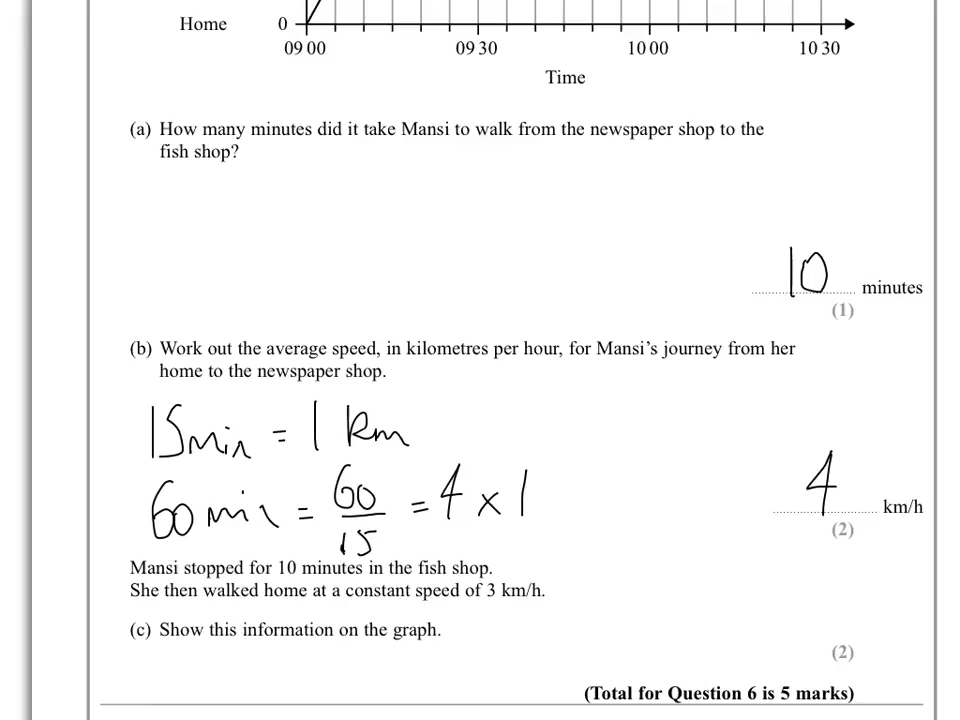 Home 0
09 00 09 30 10 00 10 30
Time
(a) How many minutes did it take Mansi to walk from the newspaper shop to the
fish shop?
10 minutes
(1)
(b) Work out the average speed, in kilometres per hour, for Mansi's journey from her
home to the newspaper shop.
15min = 1 km
60 min = 60/15 = 4 × 1
4 km/h
(2)
Mansi stopped for 10 minutes in the fish shop.
She then walked home at a constant speed of 3 km/h.
(c) Show this information on the graph.
(2)
(Total for Question 6 is 5 marks)